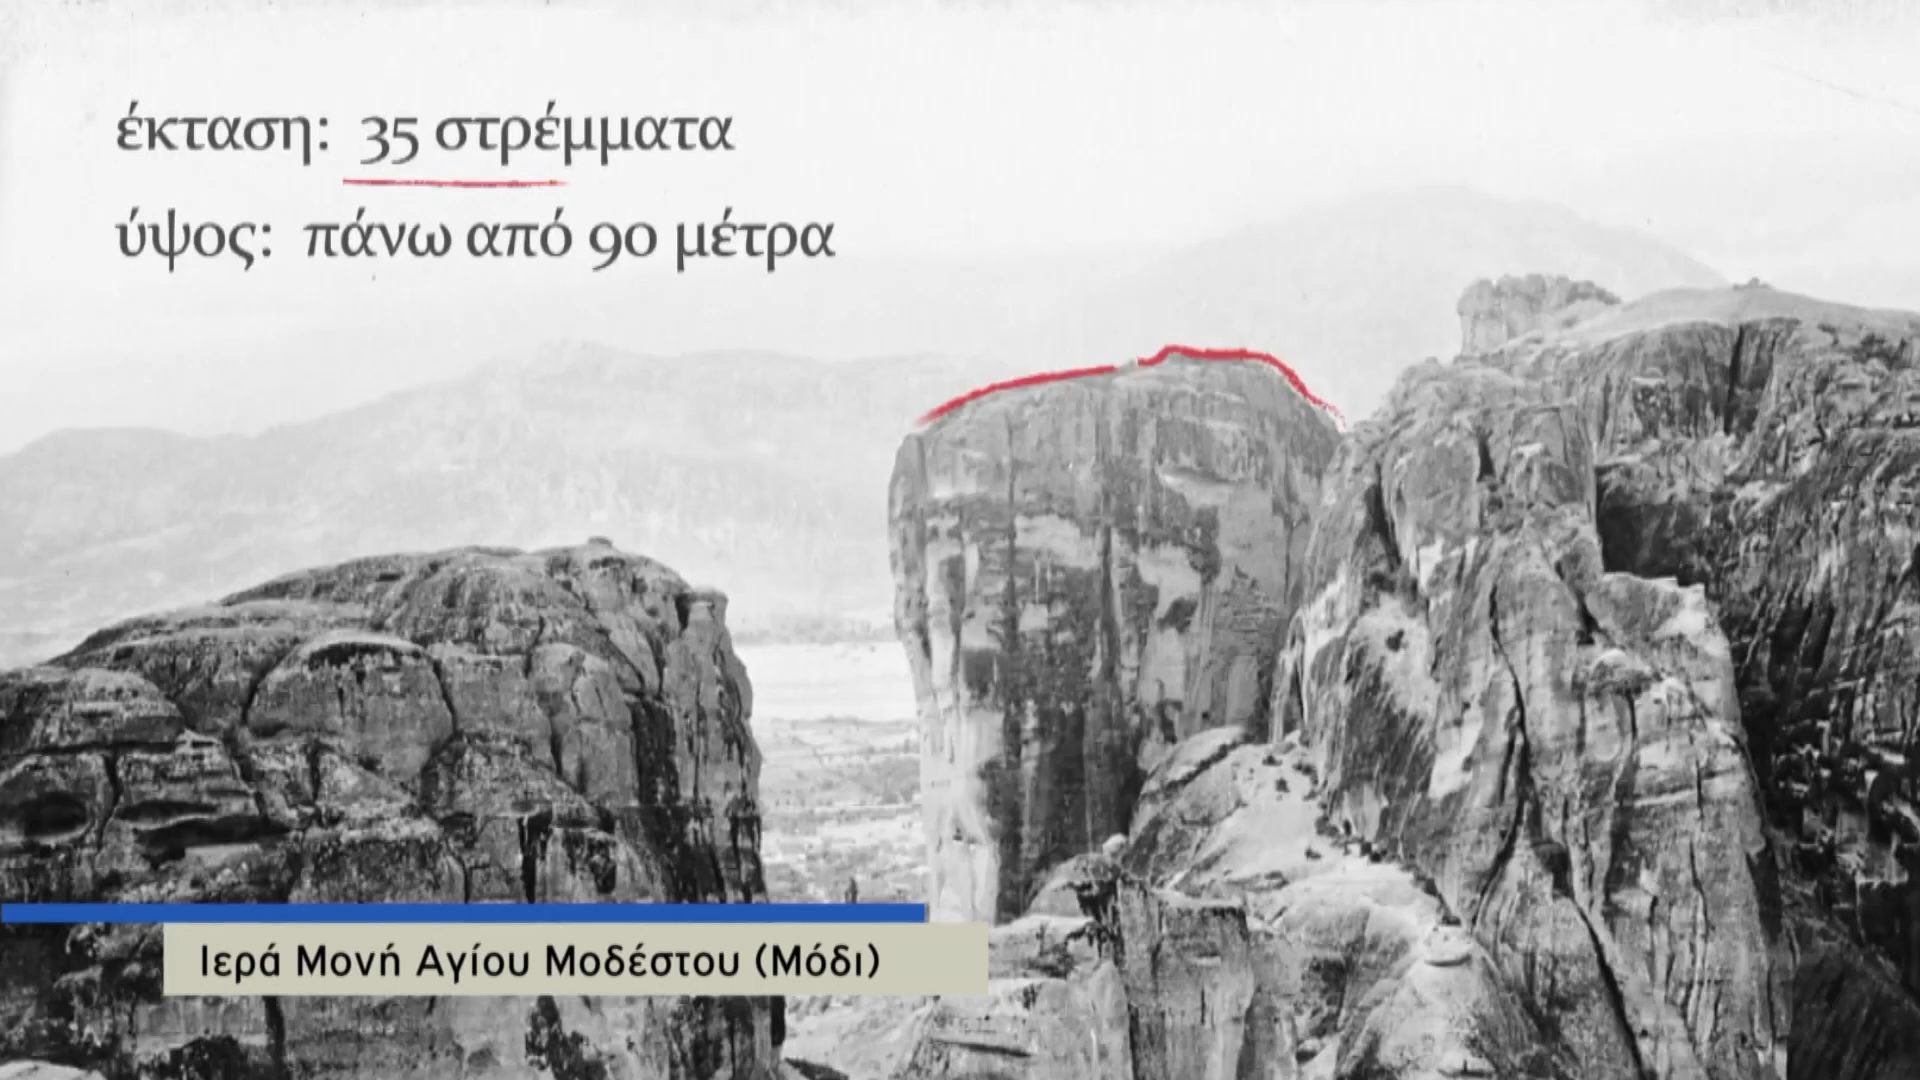 έκταση: 35 στρέμματα
ύψος: πάνω από 90 μέτρα
Ιερά Μονή Αγίου Μοδέστου (Μόδι)